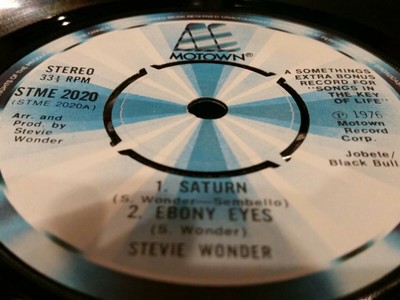 MOTOWN®
STEREO
33⅓ RPM
STME 2020
(STME 2020A)
Arr. and
Prod. by
Stevie
Wonder
A SOMETHINGS
EXTRA BONUS
RECORD FOR
"SONGS IN
THE KEY
OF LIFE"
Ⓟ 1976
Motown
Record
Corp.
Jobete/
Black Bull
1. SATURN
(S. Wonder—Sembello)
2. EBONY EYES
(S. Wonder)
STEVIE WONDER